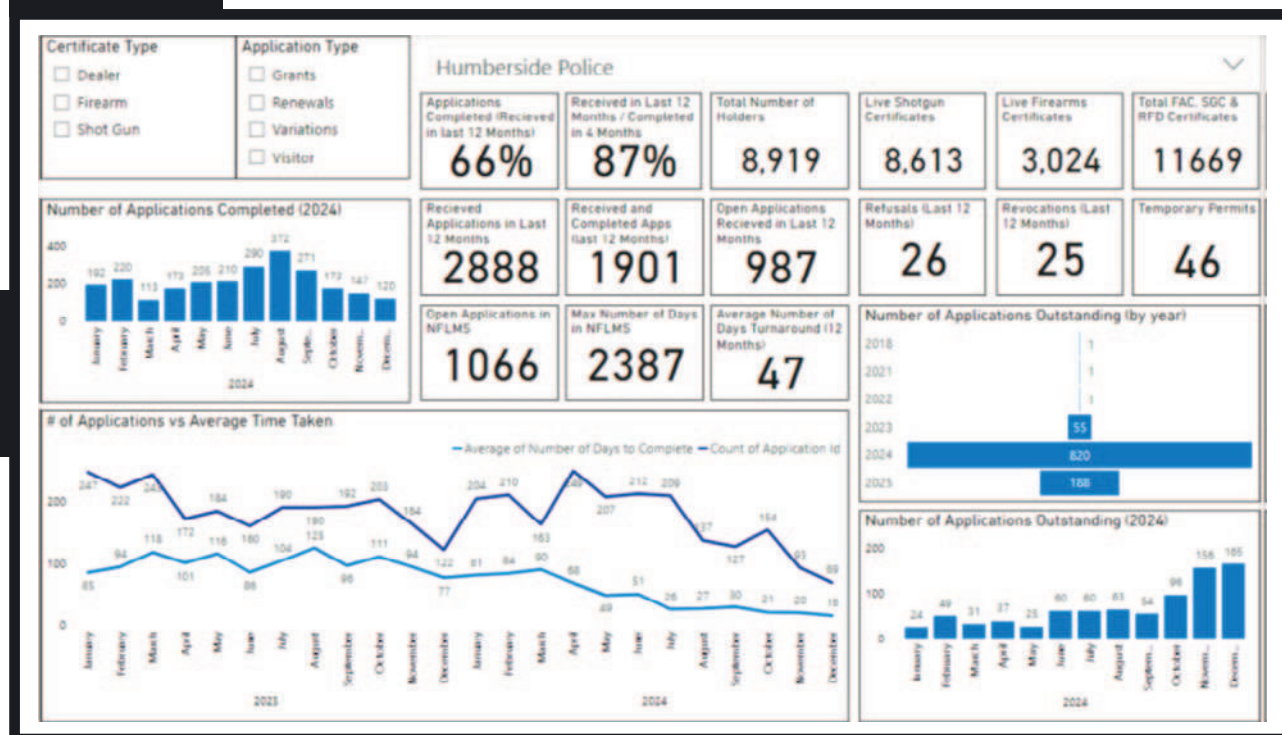 Certificate Type
Dealer
Firearm
Shot Gun
Application Type
Grants
Renewals
Variations
Visitor
Humberside Police
Applications
Completed (Recieved
in last 12 Months)
66%
Received in Last 12
Months / Completed
in 4 Months
87%
Total Number of
Holders
8,919
Live Shotgun
Certificates
8,613
Live Firearms
Certificates
3,024
Total FAC, SGC &
RFD Certificates
11669
Number of Applications Completed (2024)
400
200
0
192 220 113 173 205 210 290 372 271 173 147 120
January February March April May June July August Septe... October Novem... Decem...
2024
Recieved
Applications in Last
12 Months
2888
Received and
Completed Apps
(last 12 Months)
1901
Open Applications
Recieved in Last 12
Months
987
Refusals (Last 12
Months)
26
Revocations (Last
12 Months)
25
Temporary Permits
46
Open Applications in
NFLMS
1066
Max Number of Days
in NFLMS
2387
Average Number of
Days Turnaround (12
Months)
47
Number of Applications Outstanding (by year)
2018 1
2021 1
2022 1
2023 55
2024 820
2025 188
# of Applications vs Average Time Taken
Average of Number of Days to Complete Count of Application Id
200
100
0
247 222 172 184 160 190 190 192 203 164 122 204 210 163 249 207 212 209 137 127 154 93 69
94 118 101 116 86 104 125 96 111 94 77 81 84 90 68 49 51 26 27 30 21 20
January February March April May June July August September October November December January February March April May June July August September October November December
2023 2024
Number of Applications Outstanding (2024)
200
100
0
24 49 31 37 25 60 60 63 54 96 156 165
January February March April May June July August Septem... October Novem... Decem...
2024